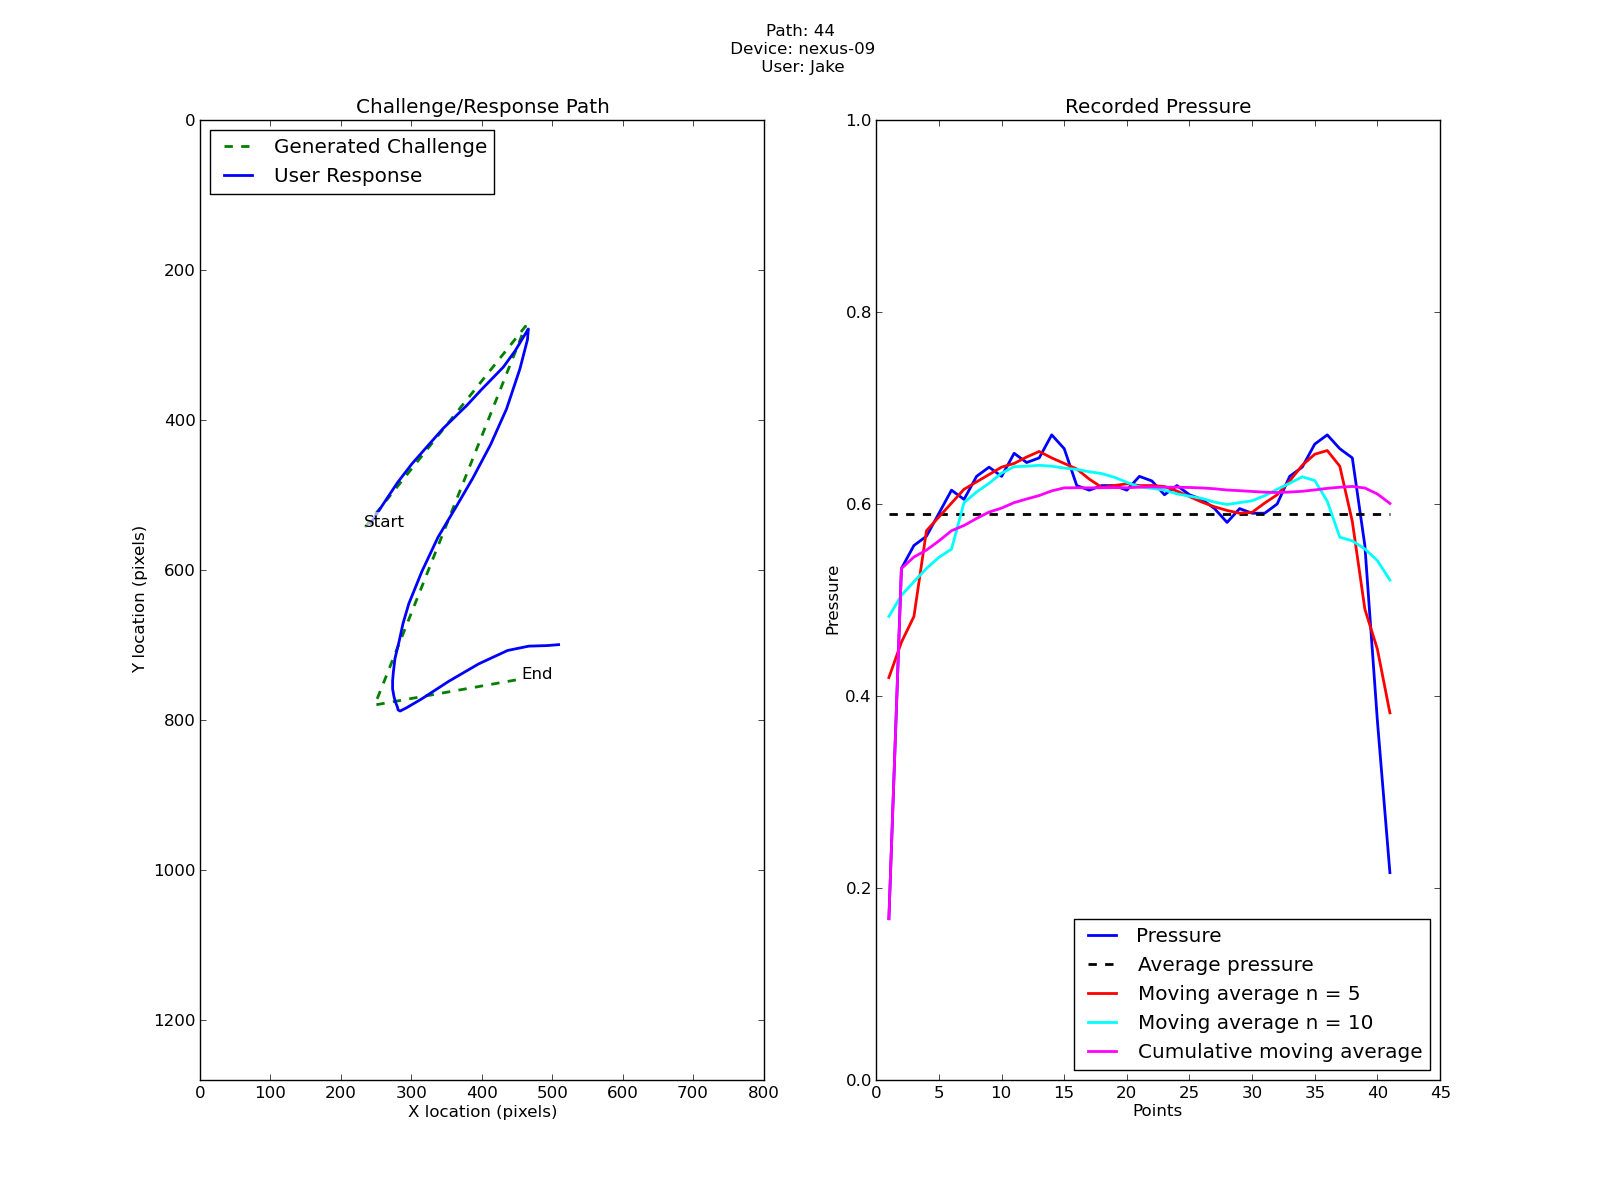 Path: 44
Device: nexus-09
User: Jake
Challenge/Response Path
Generated Challenge
User Response
0
200
400
600
800
1000
1200
Y location (pixels)
Start
End
0 100 200 300 400 500 600 700 800
X location (pixels)
Recorded Pressure
1.0
0.8
0.6
0.4
0.2
0.0
Pressure
Pressure
Average pressure
Moving average n = 5
Moving average n = 10
Cumulative moving average
0 5 10 15 20 25 30 35 40 45
Points